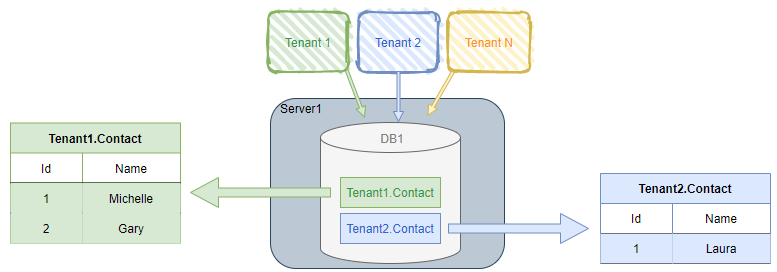 Tenant 1
Tenant 2
Tenant N
Server1
DB1
Tenant1.Contact
Id Name
1 Michelle
2 Gary
Tenant1.Contact
Tenant2.Contact
Tenant2.Contact
Id Name
1 Laura